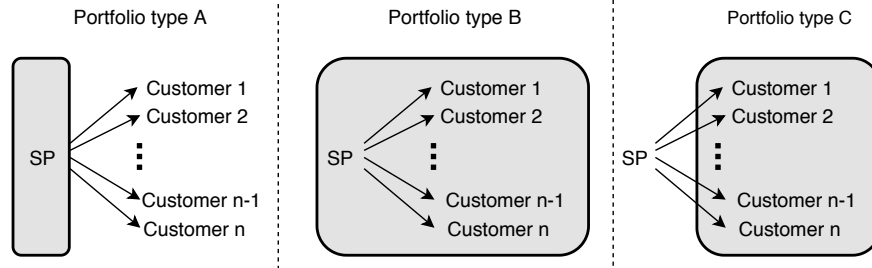 Portfolio type A
SP
Customer 1
Customer 2
Customer n-1
Customer n
Portfolio type B
SP
Customer 1
Customer 2
Customer n-1
Customer n
Portfolio type C
SP
Customer 1
Customer 2
Customer n-1
Customer n